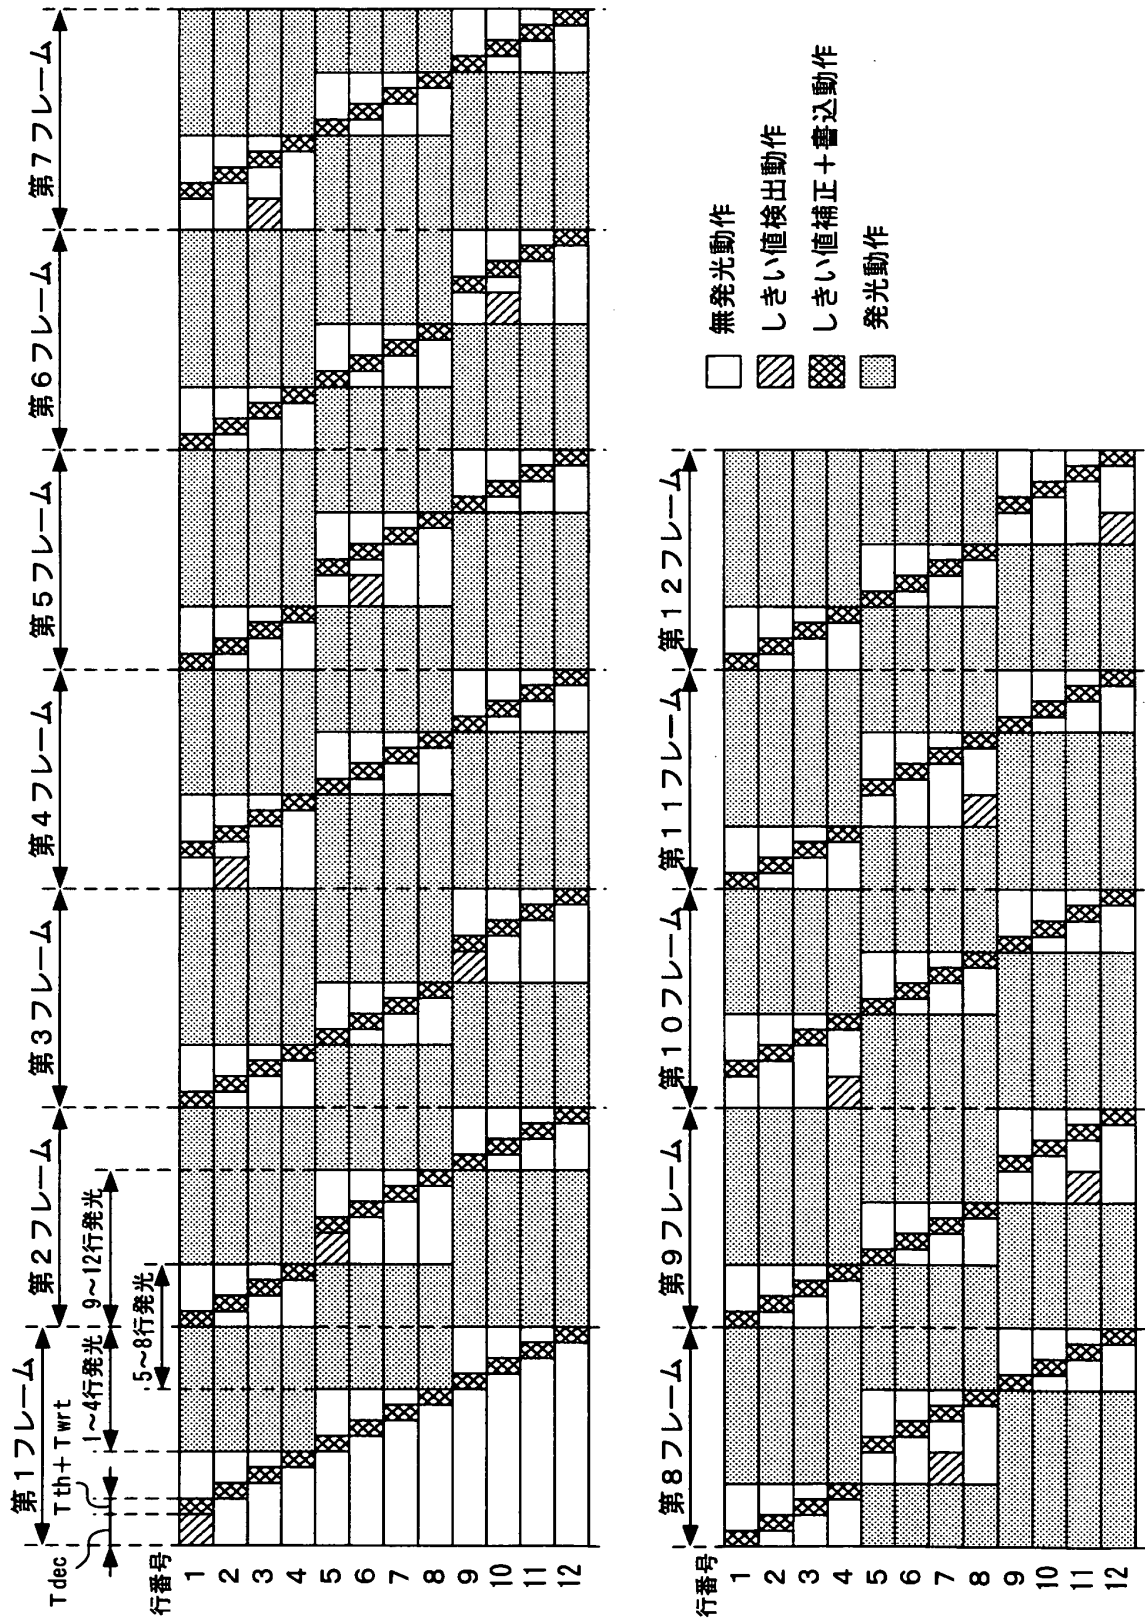 第1フレーム
第2フレーム
第3フレーム
第4フレーム
第5フレーム
第6フレーム
第7フレーム
Tdec
Tth+Twrt
1~4行発光
9~12行発光
5~8行発光
行番号
1
2
3
4
5
6
7
8
9
10
11
12
第8フレーム
第9フレーム
第10フレーム
第11フレーム
第12フレーム
行番号
1
2
3
4
5
6
7
8
9
10
11
12
無発光動作
しきい値検出動作
しきい値補正+書込動作
発光動作